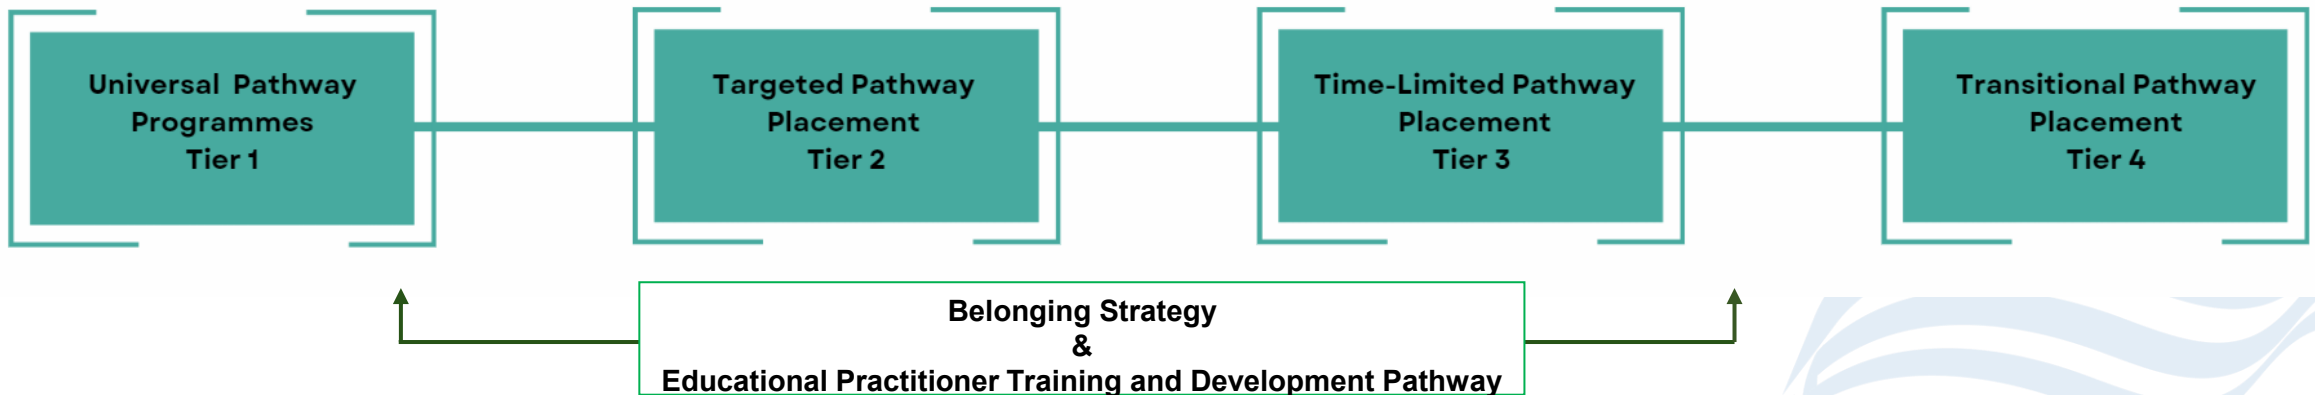 Universal Pathway
Programmes
Tier 1
Targeted Pathway
Placement
Tier 2
Time-Limited Pathway
Placement
Tier 3
Transitional Pathway
Placement
Tier 4
Belonging Strategy
&
Educational Practitioner Training and Development Pathway